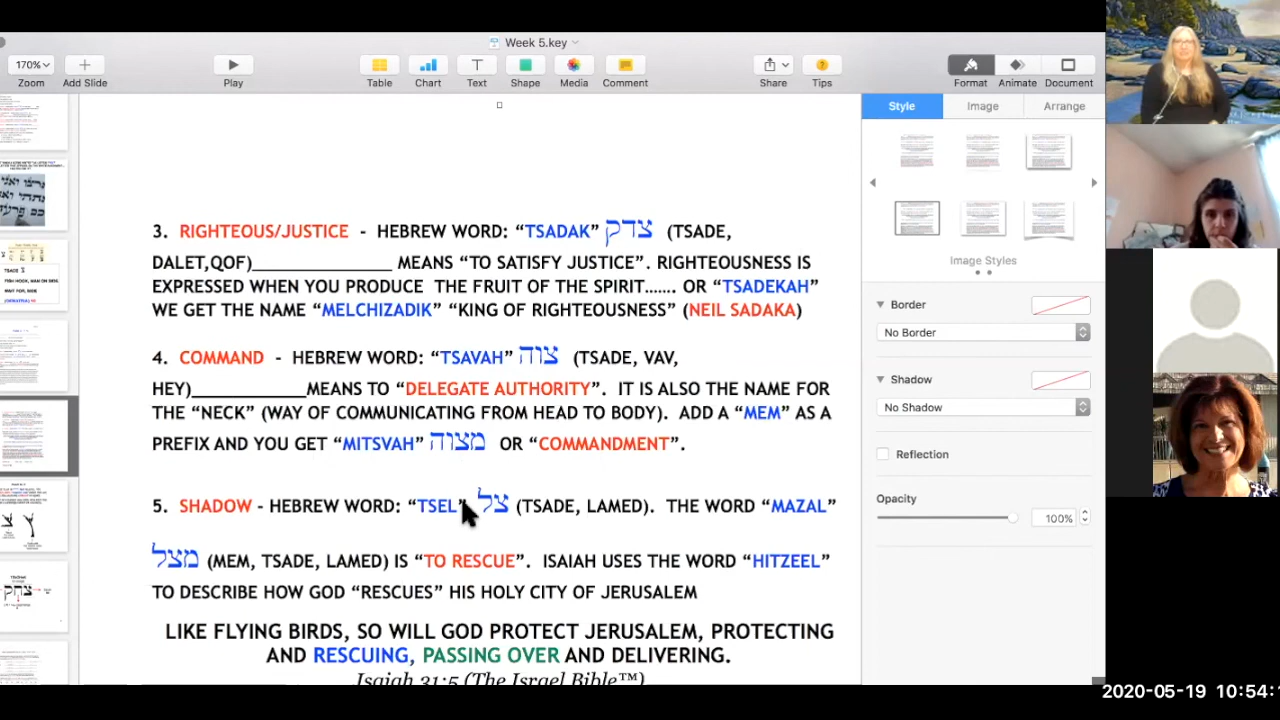 Week 5.key
170%
Zoom
Add Slide
Play
Table
Chart
Text
Shape
Media
Comment
Share
Tips
Format
Animate
Document
Style
Image
Arrange
3. RIGHTEOUS/JUSTICE - HEBREW WORD: “TSADAK” צדק (TSADE,
DALET,QOF)______________ MEANS “TO SATISFY JUSTICE”. RIGHTEOUSNESS IS
EXPRESSED WHEN YOU PRODUCE THE FRUIT OF THE SPIRIT……. OR “TSADEKAH”
WE GET THE NAME “MELCHIZADIK” “KING OF RIGHTEOUSNESS” (NEIL SADAKA)
4. COMMAND - HEBREW WORD: “TSAVAH” צוה (TSADE, VAV,
HEY)____________MEANS TO “DELEGATE AUTHORITY”. IT IS ALSO THE NAME FOR
THE “NECK” (WAY OF COMMUNICATING FROM HEAD TO BODY). ADD A “MEM” AS A
PREFIX AND YOU GET “MITSVAH” מצוה OR “COMMANDMENT”.
5. SHADOW - HEBREW WORD: “TSEL” צל (TSADE, LAMED). THE WORD “MAZAL”
מצל (MEM, TSADE, LAMED) IS “TO RESCUE”. ISAIAH USES THE WORD “HITZEEL”
TO DESCRIBE HOW GOD “RESCUES” HIS HOLY CITY OF JERUSALEM
LIKE FLYING BIRDS, SO WILL GOD PROTECT JERUSALEM, PROTECTING
AND RESCUING, PASSING OVER AND DELIVERING.
Isaiah 31:5 (The Israel Bible™)
Image Styles
Border
No Border
Shadow
No Shadow
Reflection
Opacity
100%
2020-05-19 10:54: